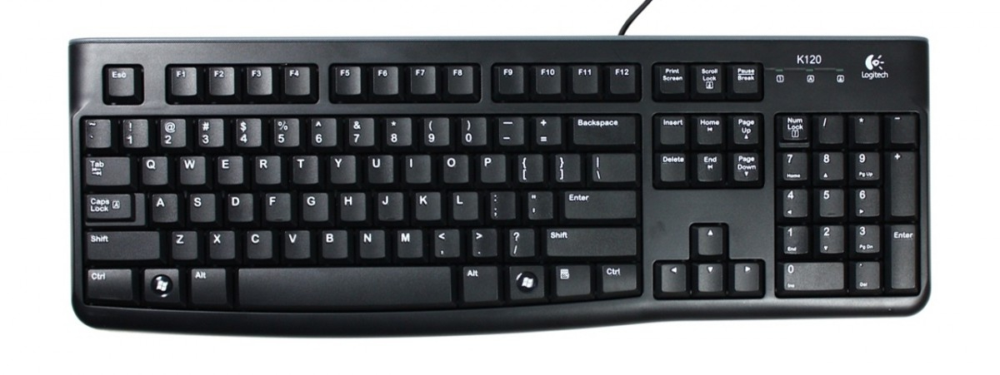 K120
Logitech
Esc F1 F2 F3 F4 F5 F6 F7 F8 F9 F10 F11 F12 Print Screen Scroll Lock Pause Break
1 A
~ ` ! 1 @ 2 # 3 $ 4 % 5 ^ 6 & 7 * 8 ( 9 ) 0 — - + = Backspace Insert Home Page Up Num Lock 1 / * -
Tab Q W E R T Y U I O P { [ } ] | \ Delete End Page Down 7 Home 8 9 Pg Up +
Caps Lock A A S D F G H J K L : ; " ' Enter 4 5 6
Shift Z X C V B N M < , > . ? / Shift 1 End 2 3 Pg Dn Enter
Ctrl Alt Alt Ctrl 0 Ins . Del